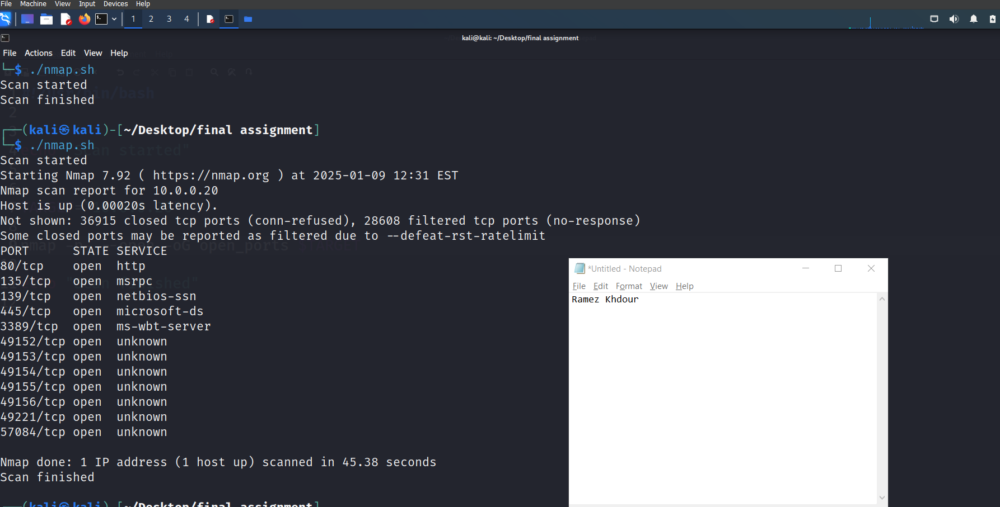 File Machine View Input Devices Help
1 2 3 4
kali@kali: ~/Desktop/final assignment
File Actions Edit View Help
└─$ ./nmap.sh
Scan started
Scan finished
┌──(kali㉿kali)-[~/Desktop/final assignment]
└─$ ./nmap.sh
Scan started
Starting Nmap 7.92 ( https://nmap.org ) at 2025-01-09 12:31 EST
Nmap scan report for 10.0.0.20
Host is up (0.00020s latency).
Not shown: 36915 closed tcp ports (conn-refused), 28608 filtered tcp ports (no-response)
Some closed ports may be reported as filtered due to --defeat-rst-ratelimit
PORT STATE SERVICE
80/tcp open http
135/tcp open msrpc
139/tcp open netbios-ssn
445/tcp open microsoft-ds
3389/tcp open ms-wbt-server
49152/tcp open unknown
49153/tcp open unknown
49154/tcp open unknown
49155/tcp open unknown
49156/tcp open unknown
49221/tcp open unknown
57084/tcp open unknown
Nmap done: 1 IP address (1 host up) scanned in 45.38 seconds
Scan finished
┌──(kali㉿kali)-[~/Desktop/final assignment]
*Untitled - Notepad
File Edit Format View Help
Ramez Khdour